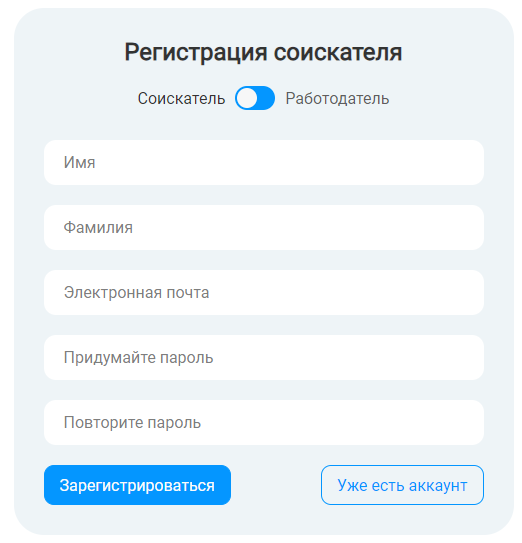 Регистрация соискателя
Соискатель Работодатель
Имя
Фамилия
Электронная почта
Придумайте пароль
Повторите пароль
Зарегистрироваться Уже есть аккаунт